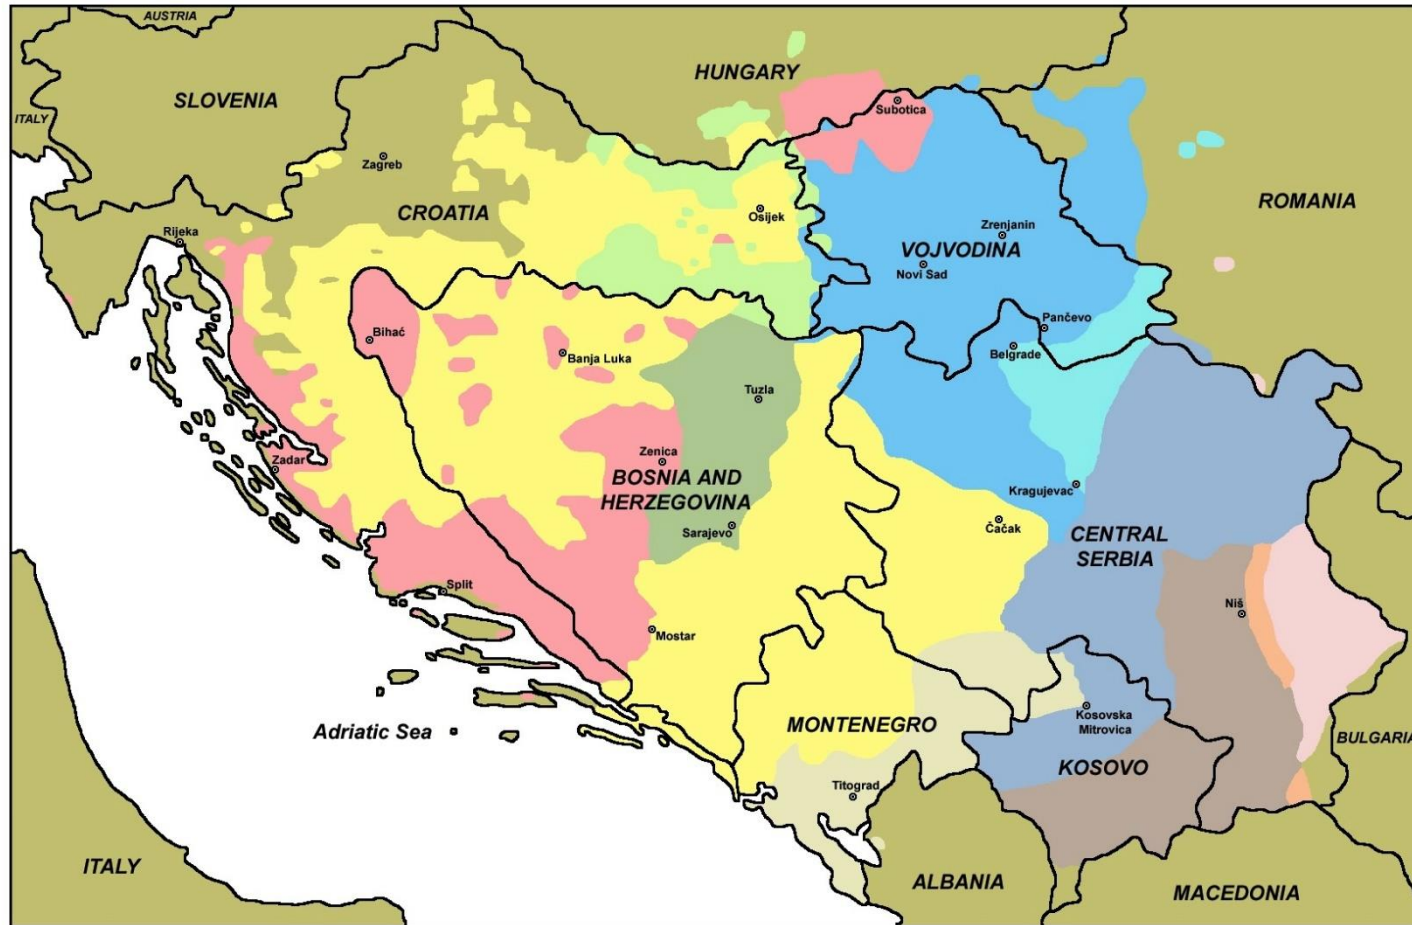 AUSTRIA
HUNGARY
SLOVENIA
ITALY
Subotica
Zagreb
CROATIA
Osijek
ROMANIA
Rijeka
Zrenjanin
VOJVODINA
Novi Sad
Pančevo
Bihać
Banja Luka
Belgrade
Tuzla
Zenica
Zadar
BOSNIA AND
HERZEGOVINA
Kragujevac
Sarajevo
Čačak
CENTRAL
SERBIA
Split
Niš
Mostar
Kosovska
Mitrovica
MONTENEGRO
Adriatic Sea
BULGARIA
KOSOVO
Titograd
ITALY
ALBANIA
MACEDONIA